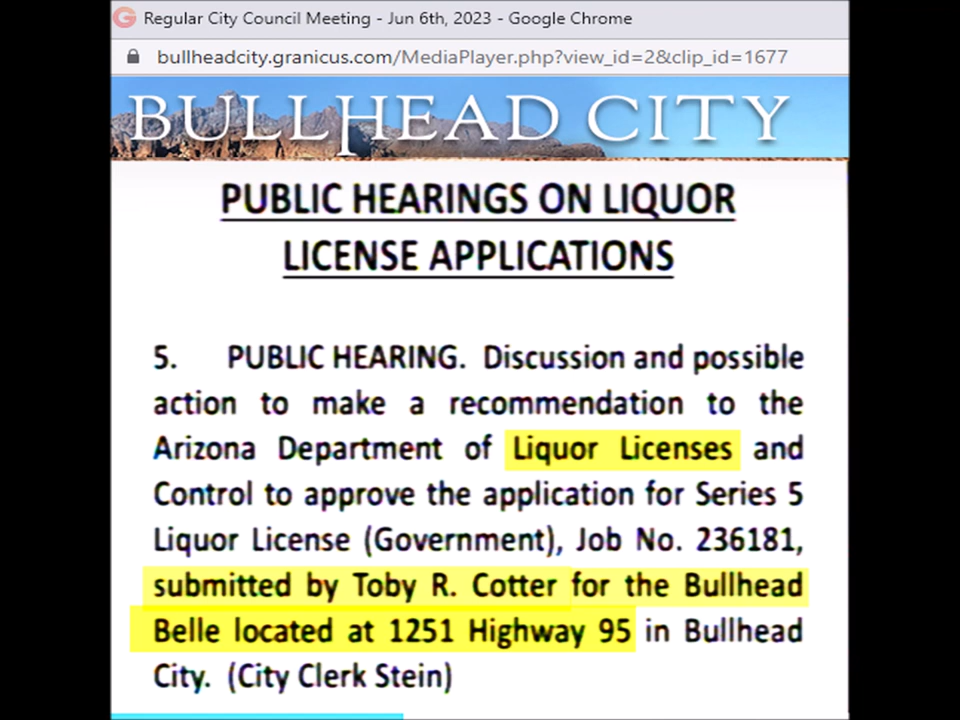 Regular City Council Meeting - Jun 6th, 2023 - Google Chrome
bullheadcity.granicus.com/MediaPlayer.php?view_id=2&clip_id=1677
BULLHEAD CITY
PUBLIC HEARINGS ON LIQUOR
LICENSE APPLICATIONS
5. PUBLIC HEARING. Discussion and possible
action to make a recommendation to the
Arizona Department of Liquor Licenses and
Control to approve the application for Series 5
Liquor License (Government), Job No. 236181,
submitted by Toby R. Cotter for the Bullhead
Belle located at 1251 Highway 95 in Bullhead
City. (City Clerk Stein)